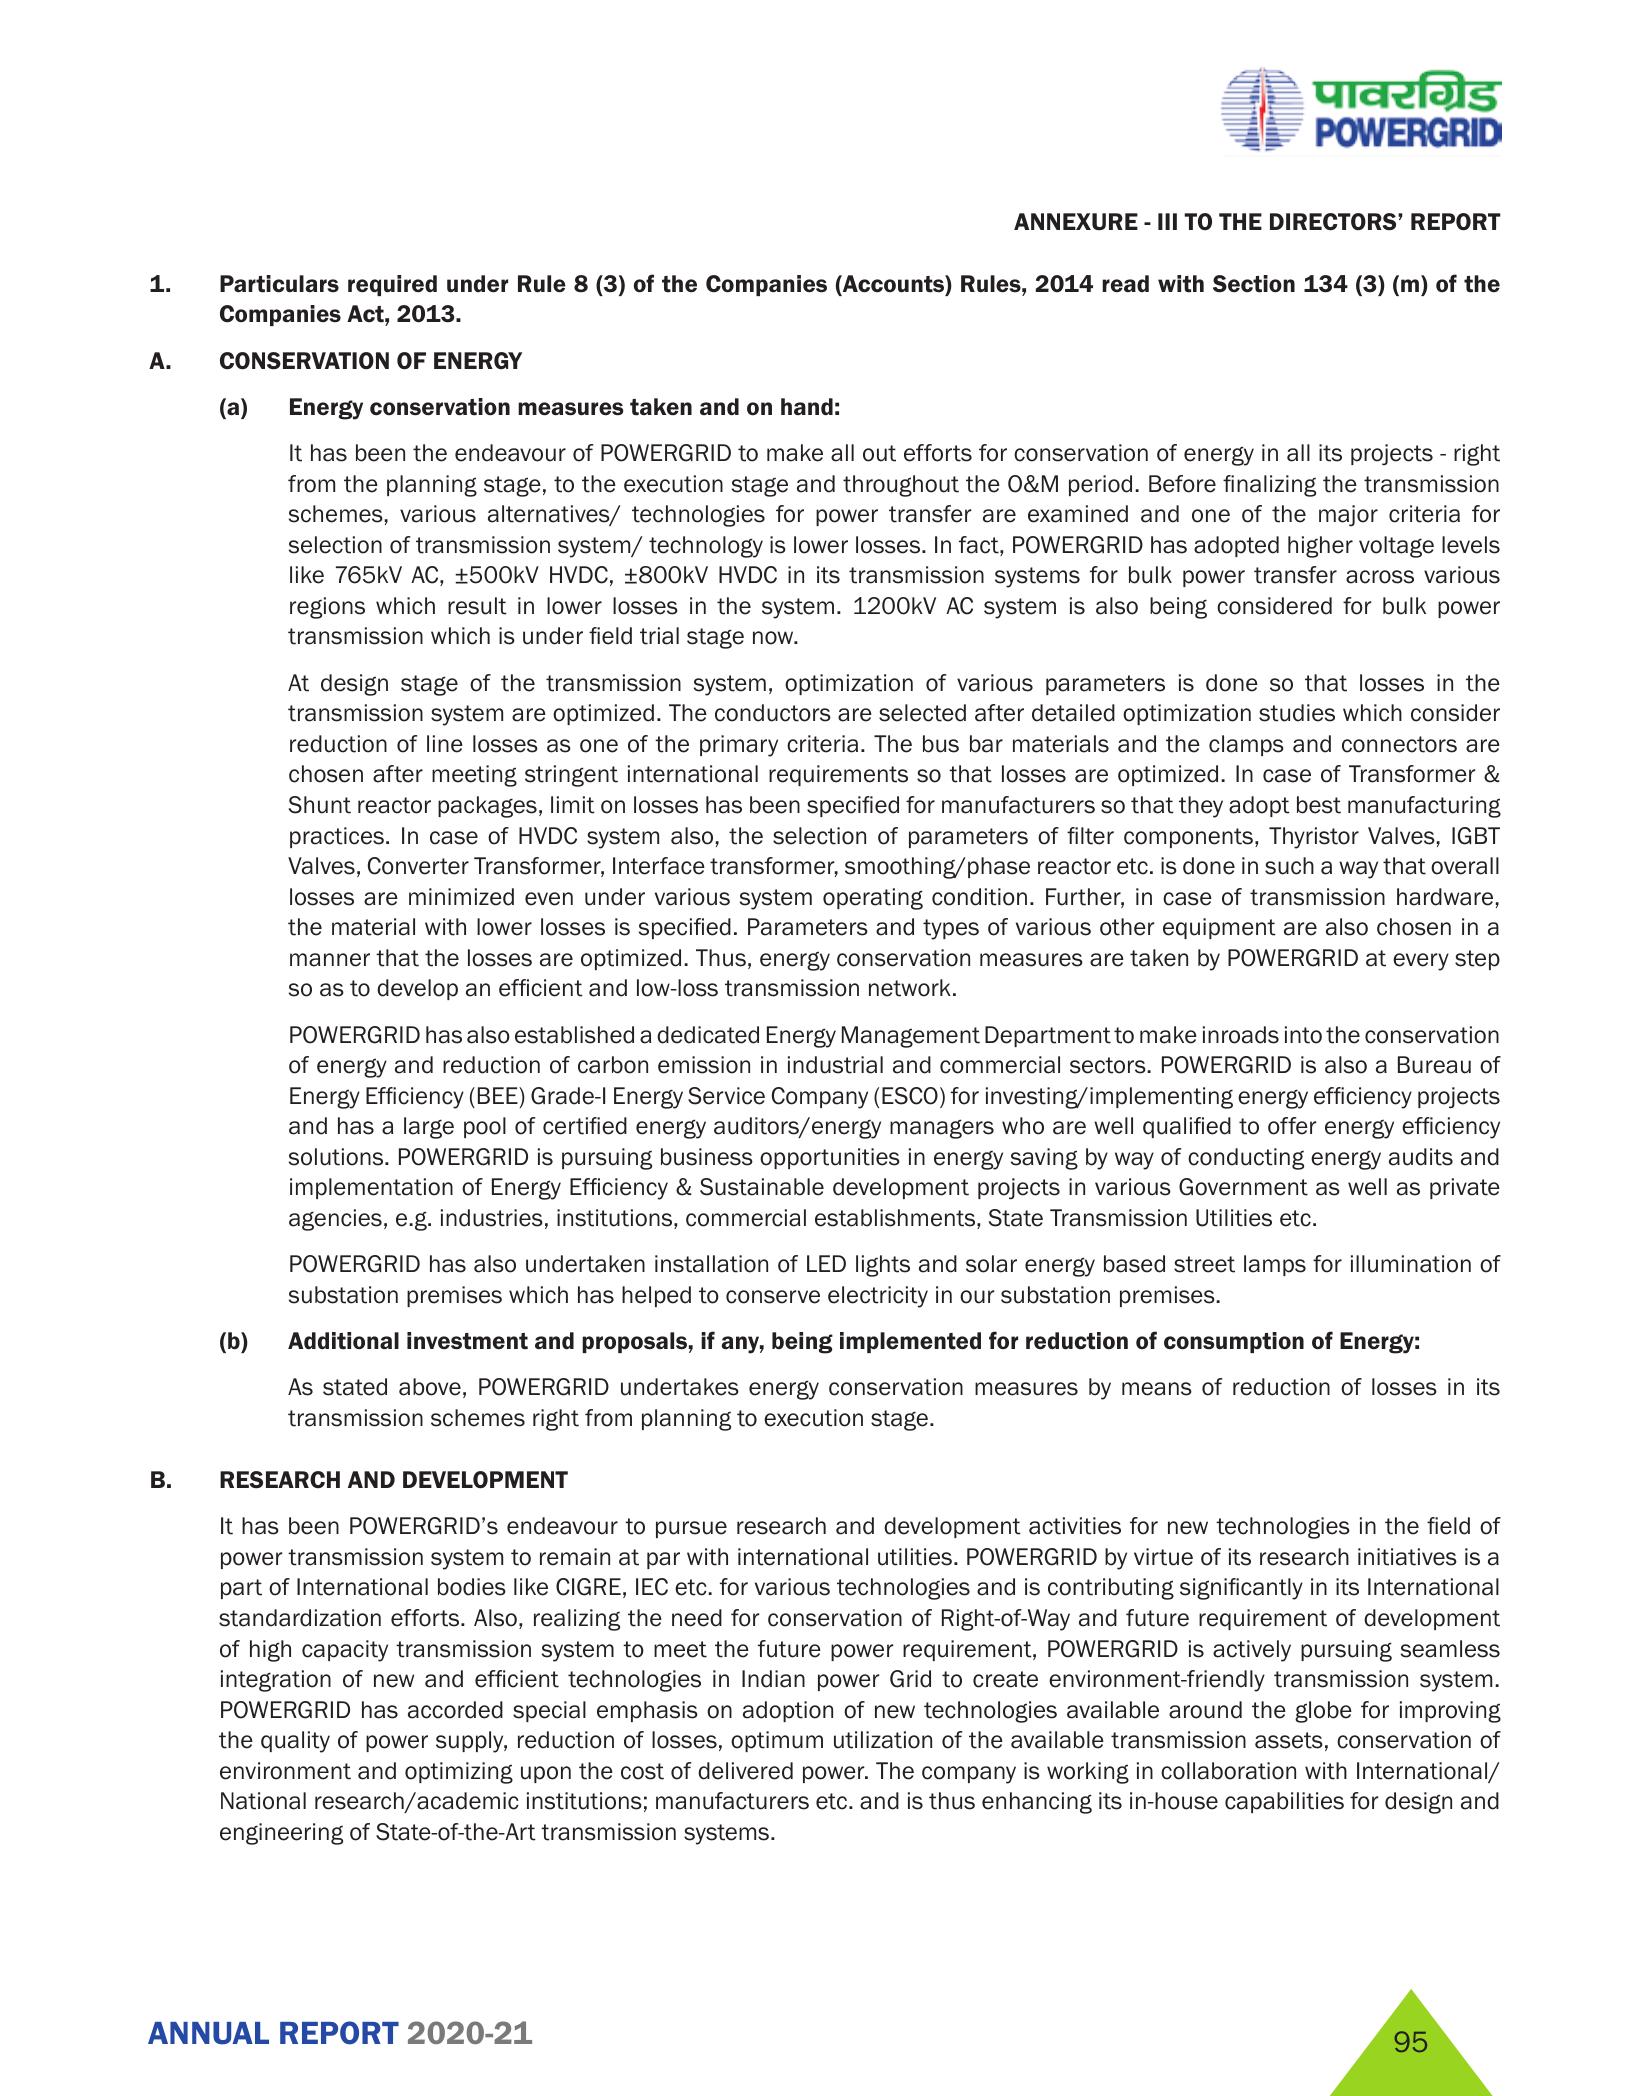 पावरग्रिड
POWERGRID
ANNEXURE - III TO THE DIRECTORS’ REPORT
1. Particulars required under Rule 8 (3) of the Companies (Accounts) Rules, 2014 read with Section 134 (3) (m) of the
Companies Act, 2013.
A. CONSERVATION OF ENERGY
(a) Energy conservation measures taken and on hand:
It has been the endeavour of POWERGRID to make all out efforts for conservation of energy in all its projects - right
from the planning stage, to the execution stage and throughout the O&M period. Before finalizing the transmission
schemes, various alternatives/ technologies for power transfer are examined and one of the major criteria for
selection of transmission system/ technology is lower losses. In fact, POWERGRID has adopted higher voltage levels
like 765kV AC, ±500kV HVDC, ±800kV HVDC in its transmission systems for bulk power transfer across various
regions which result in lower losses in the system. 1200kV AC system is also being considered for bulk power
transmission which is under field trial stage now.
At design stage of the transmission system, optimization of various parameters is done so that losses in the
transmission system are optimized. The conductors are selected after detailed optimization studies which consider
reduction of line losses as one of the primary criteria. The bus bar materials and the clamps and connectors are
chosen after meeting stringent international requirements so that losses are optimized. In case of Transformer &
Shunt reactor packages, limit on losses has been specified for manufacturers so that they adopt best manufacturing
practices. In case of HVDC system also, the selection of parameters of filter components, Thyristor Valves, IGBT
Valves, Converter Transformer, Interface transformer, smoothing/phase reactor etc. is done in such a way that overall
losses are minimized even under various system operating condition. Further, in case of transmission hardware,
the material with lower losses is specified. Parameters and types of various other equipment are also chosen in a
manner that the losses are optimized. Thus, energy conservation measures are taken by POWERGRID at every step
so as to develop an efficient and low-loss transmission network.
POWERGRID has also established a dedicated Energy Management Department to make inroads into the conservation
of energy and reduction of carbon emission in industrial and commercial sectors. POWERGRID is also a Bureau of
Energy Efficiency (BEE) Grade-I Energy Service Company (ESCO) for investing/implementing energy efficiency projects
and has a large pool of certified energy auditors/energy managers who are well qualified to offer energy efficiency
solutions. POWERGRID is pursuing business opportunities in energy saving by way of conducting energy audits and
implementation of Energy Efficiency & Sustainable development projects in various Government as well as private
agencies, e.g. industries, institutions, commercial establishments, State Transmission Utilities etc.
POWERGRID has also undertaken installation of LED lights and solar energy based street lamps for illumination of
substation premises which has helped to conserve electricity in our substation premises.
(b) Additional investment and proposals, if any, being implemented for reduction of consumption of Energy:
As stated above, POWERGRID undertakes energy conservation measures by means of reduction of losses in its
transmission schemes right from planning to execution stage.
B. RESEARCH AND DEVELOPMENT
It has been POWERGRID’s endeavour to pursue research and development activities for new technologies in the field of
power transmission system to remain at par with international utilities. POWERGRID by virtue of its research initiatives is a
part of International bodies like CIGRE, IEC etc. for various technologies and is contributing significantly in its International
standardization efforts. Also, realizing the need for conservation of Right-of-Way and future requirement of development
of high capacity transmission system to meet the future power requirement, POWERGRID is actively pursuing seamless
integration of new and efficient technologies in Indian power Grid to create environment-friendly transmission system.
POWERGRID has accorded special emphasis on adoption of new technologies available around the globe for improving
the quality of power supply, reduction of losses, optimum utilization of the available transmission assets, conservation of
environment and optimizing upon the cost of delivered power. The company is working in collaboration with International/
National research/academic institutions; manufacturers etc. and is thus enhancing its in-house capabilities for design and
engineering of State-of-the-Art transmission systems.
ANNUAL REPORT 2020-21
95